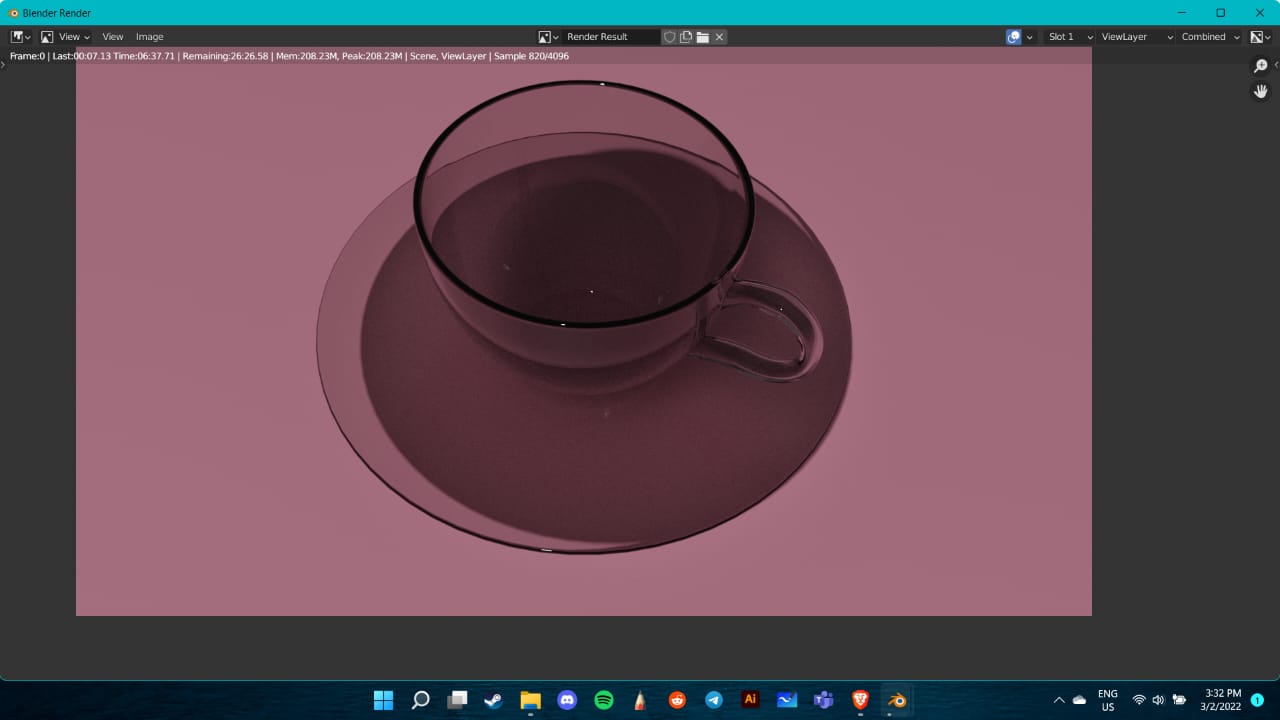 Blender Render
View View Image Render Result Slot 1 ViewLayer Combined
Frame:0 | Last:00:07.13 Time:06:37.71 | Remaining:26:26.58 | Mem:208.23M, Peak:208.23M | Scene, ViewLayer | Sample 820/4096
Ai
ENG
US
3:32 PM
3/2/2022
1